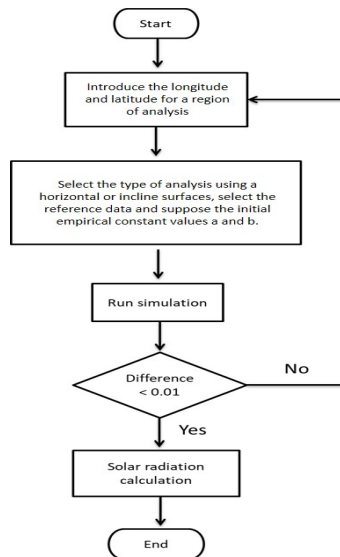 Start
Introduce the longitude
and latitude for a region
of analysis
Select the type of analysis using a
horizontal or incline surfaces, select the
reference data and suppose the initial
empirical constant values a and b.
Run simulation
Difference
< 0.01
No
Yes
Solar radiation
calculation
End